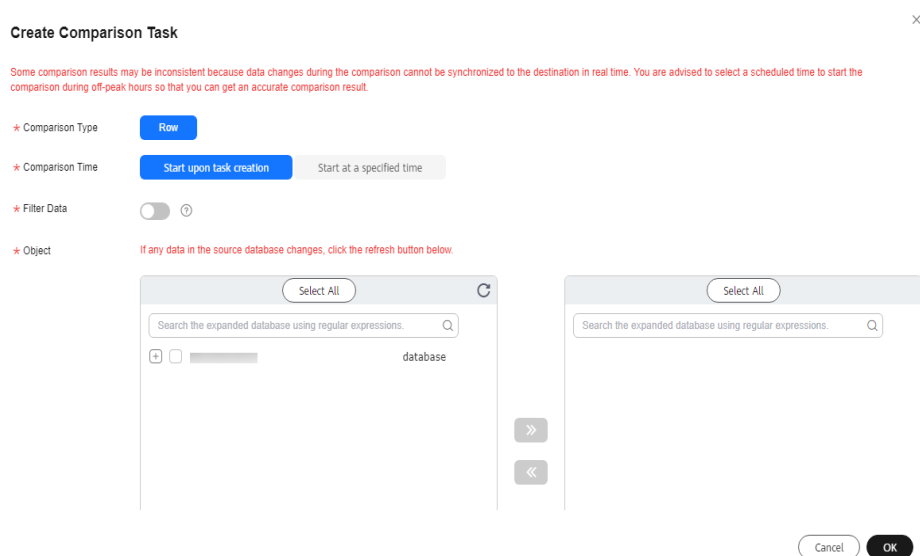 Create Comparison Task
Some comparison results may be inconsistent because data changes during the comparison cannot be synchronized to the destination in real time. You are advised to select a scheduled time to start the
comparison during off-peak hours so that you can get an accurate comparison result.
* Comparison Type Row
* Comparison Time Start upon task creation Start at a specified time
* Filter Data ?
* Object If any data in the source database changes, click the refresh button below.
Select All Select All
Search the expanded database using regular expressions. Search the expanded database using regular expressions.
database
Cancel OK